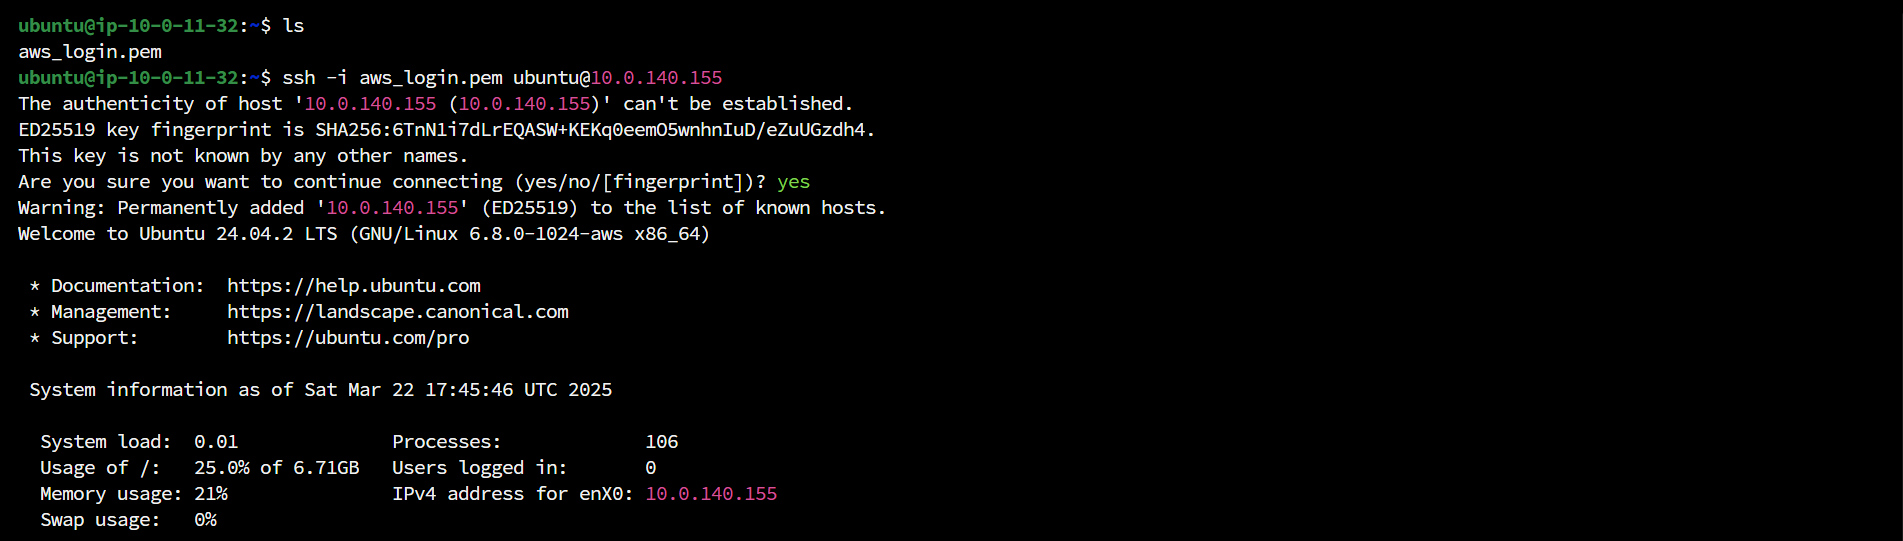 ubuntu@ip-10-0-11-32:~$ ls
aws_login.pem
ubuntu@ip-10-0-11-32:~$ ssh -i aws_login.pem ubuntu@10.0.140.155
The authenticity of host '10.0.140.155 (10.0.140.155)' can't be established.
ED25519 key fingerprint is SHA256:6TnN1i7dLrEQASW+KEKq0eemO5wnhnIuD/eZuUGzdh4.
This key is not known by any other names.
Are you sure you want to continue connecting (yes/no/[fingerprint])? yes
Warning: Permanently added '10.0.140.155' (ED25519) to the list of known hosts.
Welcome to Ubuntu 24.04.2 LTS (GNU/Linux 6.8.0-1024-aws x86_64)
* Documentation:  https://help.ubuntu.com
* Management:     https://landscape.canonical.com
* Support:        https://ubuntu.com/pro
System information as of Sat Mar 22 17:45:46 UTC 2025
System load:  0.01              Processes:             106
Usage of /:   25.0% of 6.71GB   Users logged in:       0
Memory usage: 21%               IPv4 address for enX0: 10.0.140.155
Swap usage:   0%